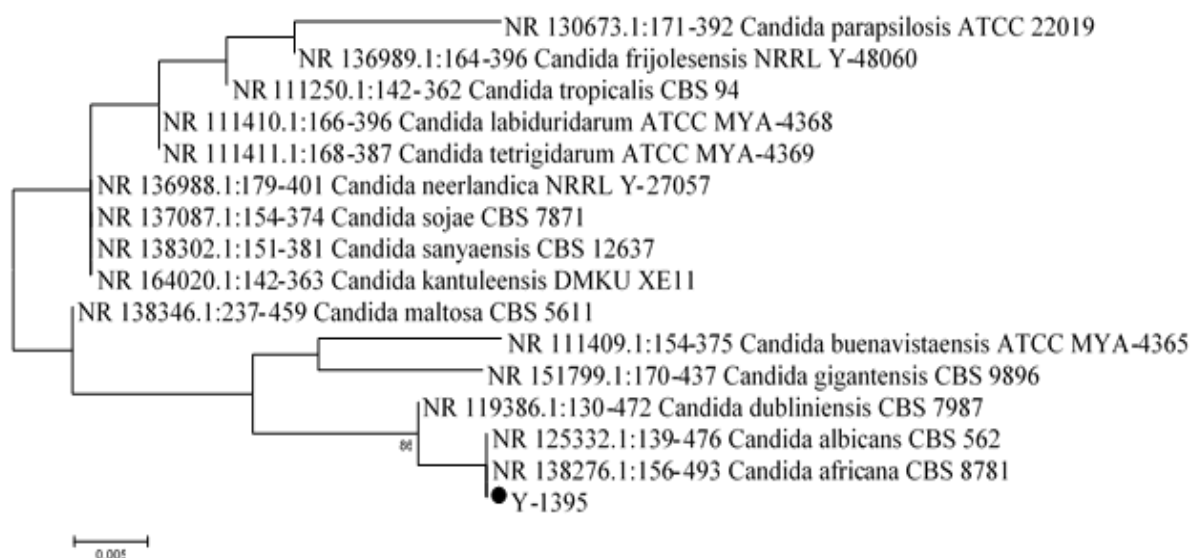 NR 130673.1:171-392 Candida parapsilosis ATCC 22019
NR 136989.1:164-396 Candida frijolesensis NRRL Y-48060
NR 111250.1:142-362 Candida tropicalis CBS 94
NR 111410.1:166-396 Candida labiduridarum ATCC MYA-4368
NR 111411.1:168-387 Candida tetrigidarum ATCC MYA-4369
NR 136988.1:179-401 Candida neerlandica NRRL Y-27057
NR 137087.1:154-374 Candida sojae CBS 7871
NR 138302.1:151-381 Candida sanyaensis CBS 12637
NR 164020.1:142-363 Candida kantuleensis DMKU XE11
NR 138346.1:237-459 Candida maltosa CBS 5611
NR 111409.1:154-375 Candida buenavistaensis ATCC MYA-4365
NR 151799.1:170-437 Candida gigantensis CBS 9896
NR 119386.1:130-472 Candida dubliniensis CBS 7987
86
NR 125332.1:139-476 Candida albicans CBS 562
NR 138276.1:156-493 Candida africana CBS 8781
Y-1395
0.005